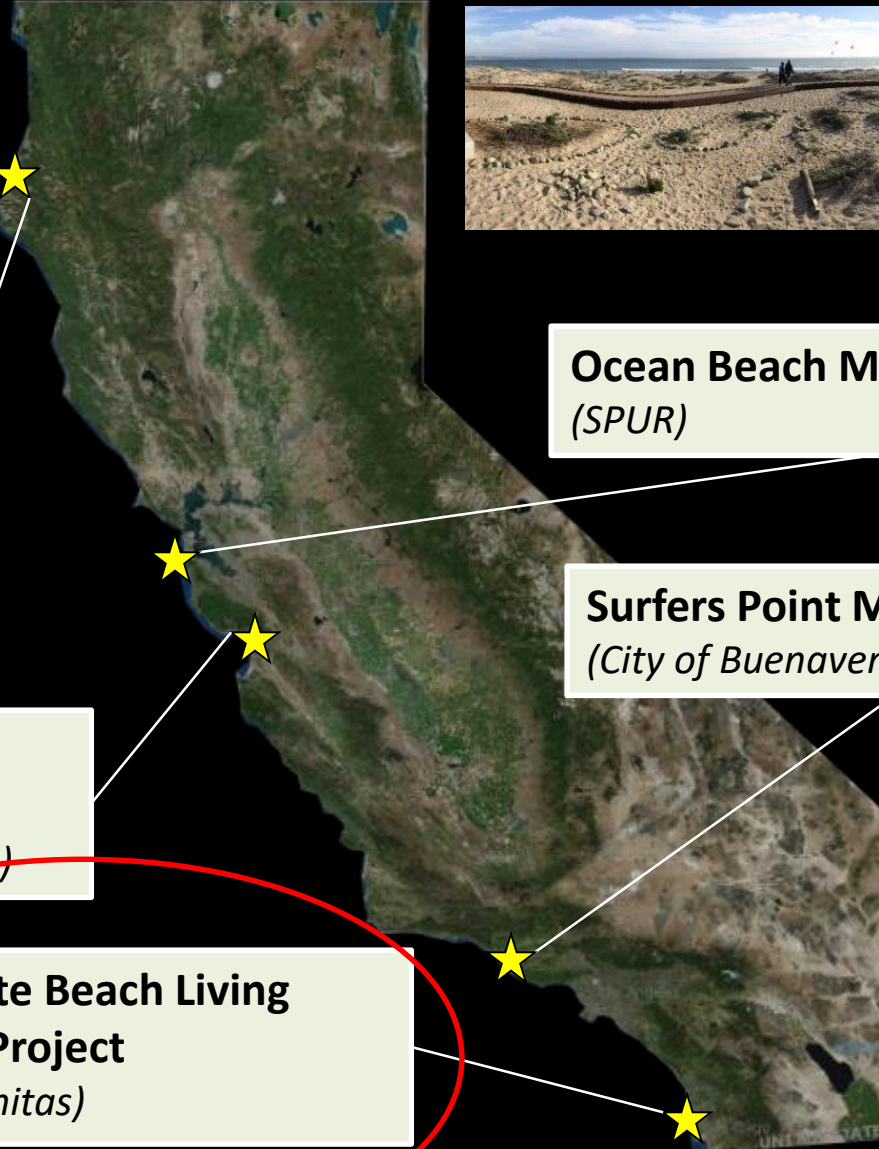 Ocean Beach M
(SPUR)
Surfers Point M
(City of Buenaver
)
te Beach Living
Project
nitas)